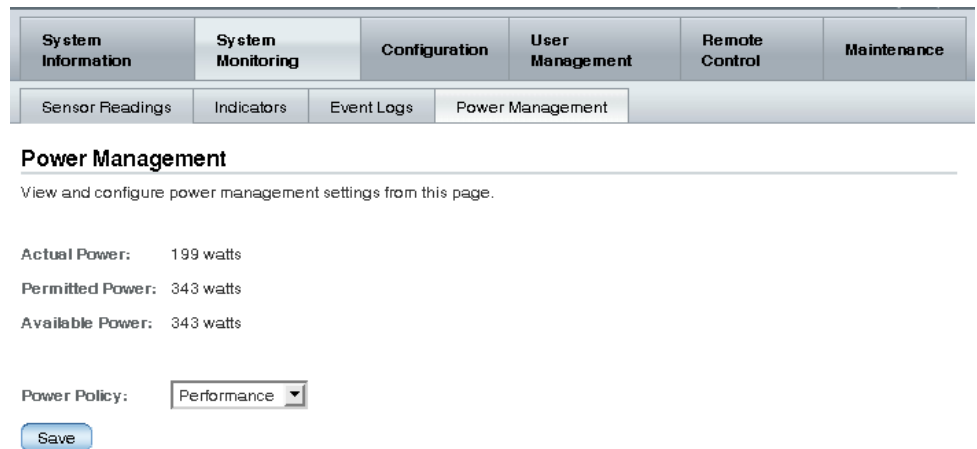 System Information
System Monitoring
Configuration
User Management
Remote Control
Maintenance
Sensor Readings
Indicators
Event Logs
Power Management
Power Management
View and configure power management settings from this page.
Actual Power: 199 watts
Permitted Power: 343 watts
Available Power: 343 watts
Power Policy: Performance
Save